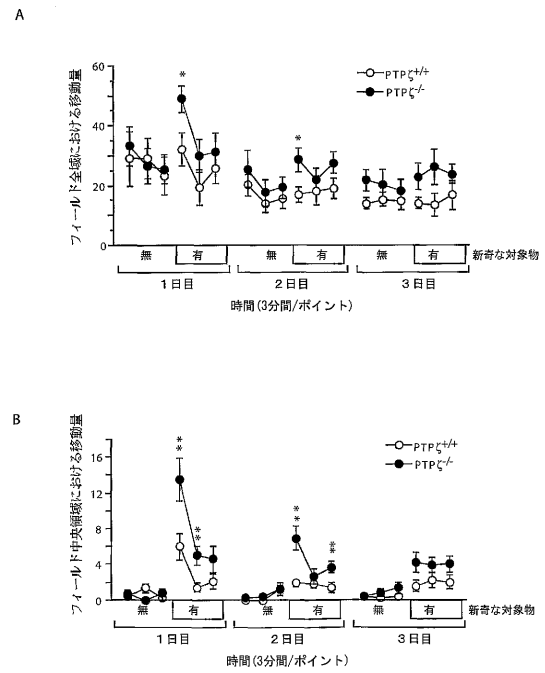 A
フィールド全域における移動量
60
40
20
0
PTPζ+/+
PTPζ-/-
*
*
無
有
無
有
無
有
新奇な対象物
1日目
2日目
3日目
時間(3分間/ポイント)
B
フィールド中央領域における移動量
16
12
8
4
0
PTPζ+/+
PTPζ-/-
**
**
**
**
無
有
無
有
無
有
新奇な対象物
1日目
2日目
3日目
時間(3分間/ポイント)